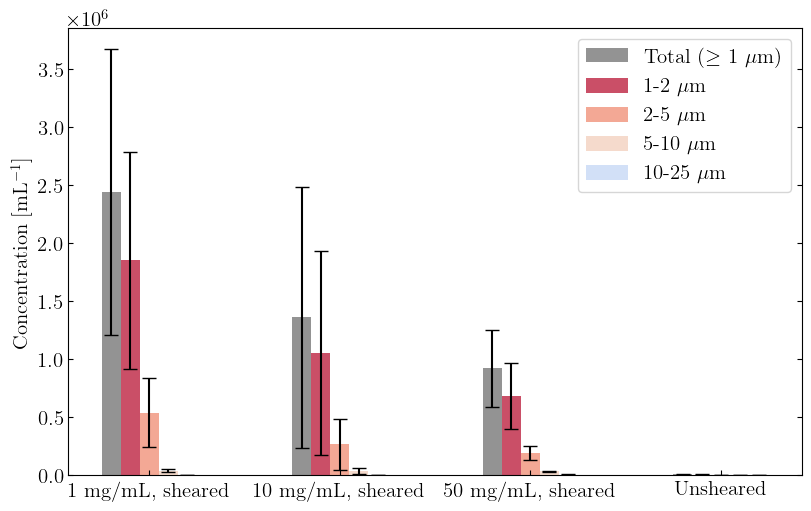 ×10⁶
Total (≥ 1 μm)
1-2 μm
2-5 μm
5-10 μm
10-25 μm
Concentration [mL⁻¹]
3.5
3.0
2.5
2.0
1.5
1.0
0.5
0.0
1 mg/mL, sheared
10 mg/mL, sheared
50 mg/mL, sheared
Unsheared